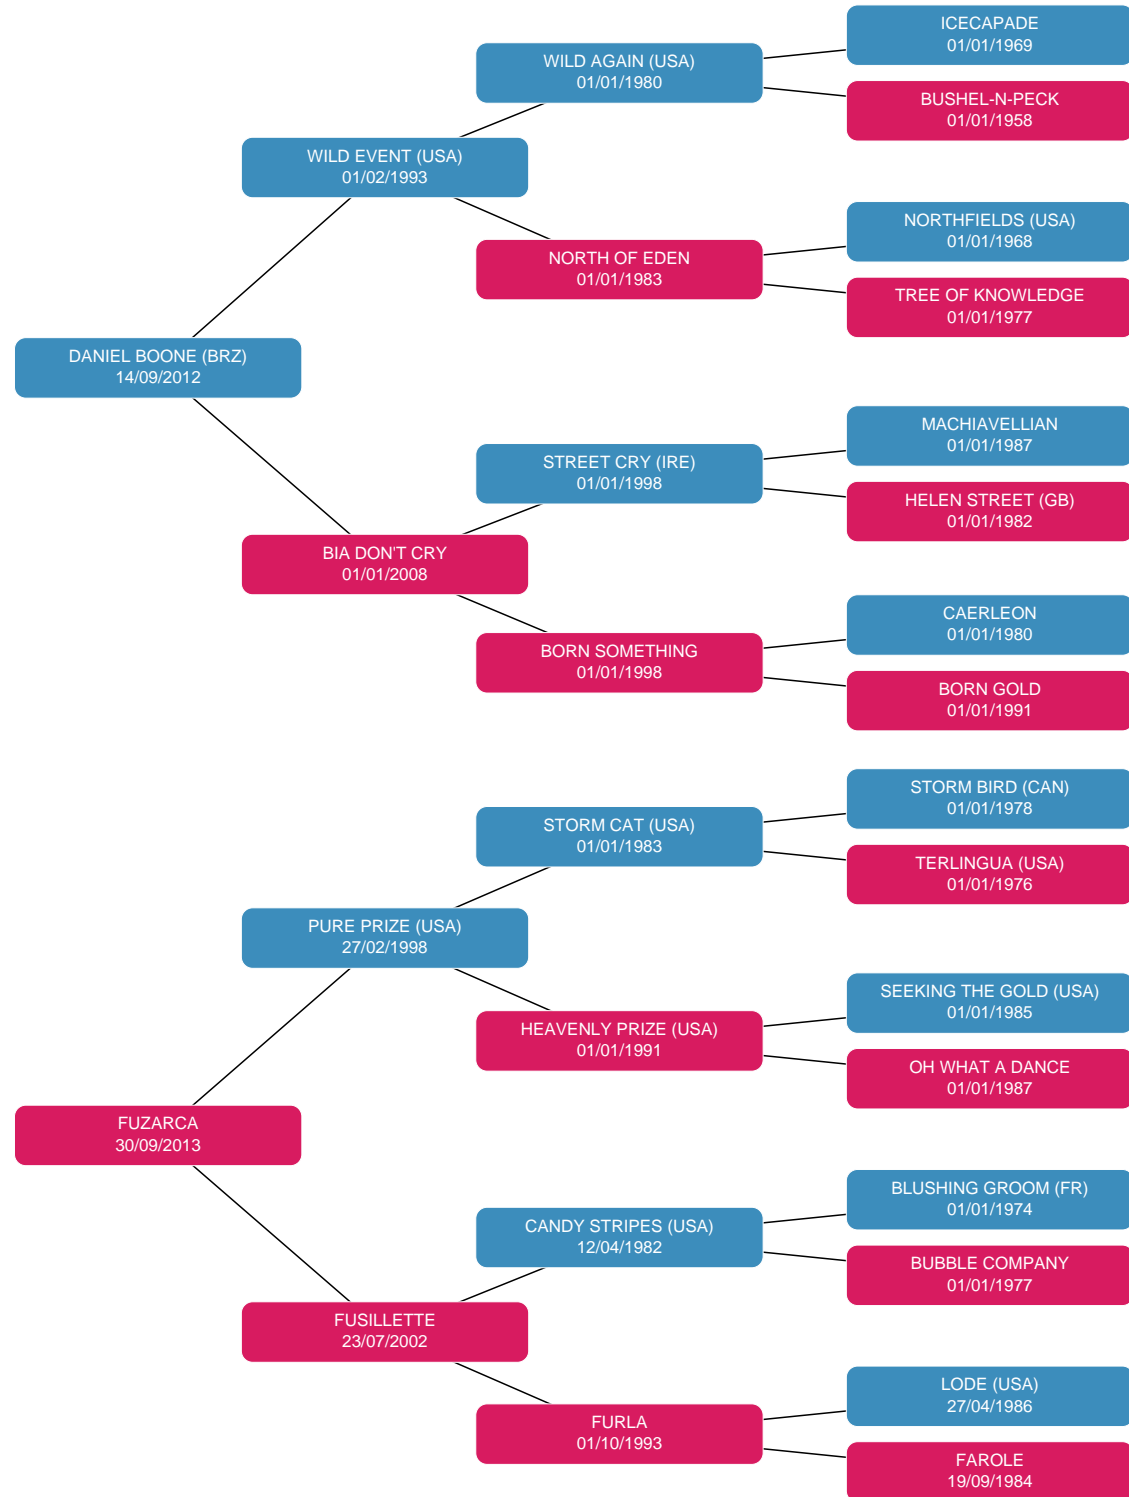 ICECAPADE
01/01/1969
WILD AGAIN (USA)
01/01/1980
BUSHEL-N-PECK
01/01/1958
WILD EVENT (USA)
01/02/1993
NORTHFIELDS (USA)
01/01/1968
NORTH OF EDEN
01/01/1983
TREE OF KNOWLEDGE
01/01/1977
DANIEL BOONE (BRZ)
14/09/2012
MACHIAVELLIAN
01/01/1987
STREET CRY (IRE)
01/01/1998
HELEN STREET (GB)
01/01/1982
BIA DON'T CRY
01/01/2008
CAERLEON
01/01/1980
BORN SOMETHING
01/01/1998
BORN GOLD
01/01/1991
STORM BIRD (CAN)
01/01/1978
STORM CAT (USA)
01/01/1983
TERLINGUA (USA)
01/01/1976
PURE PRIZE (USA)
27/02/1998
SEEKING THE GOLD (USA)
01/01/1985
HEAVENLY PRIZE (USA)
01/01/1991
OH WHAT A DANCE
01/01/1987
FUZARCA
30/09/2013
BLUSHING GROOM (FR)
01/01/1974
CANDY STRIPES (USA)
12/04/1982
BUBBLE COMPANY
01/01/1977
FUSILLETTE
23/07/2002
LODE (USA)
27/04/1986
FURLA
01/10/1993
FAROLE
19/09/1984